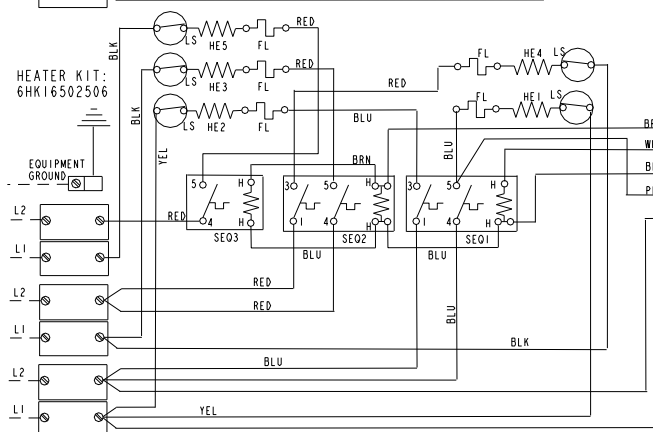 RED
BLK
LS
HE5
FL
HE4
FL
LS
HEATER KIT:
6HK16502506
RED
LS
HE3
FL
RED
HE1
FL
LS
BLK
LS
HE2
FL
BLU
YEL
BLU
EQUIPMENT
GROUND
BRN
5
H
3
5
H
3
5
H
L2
RED
4
H
1
4
H
1
4
H
SEQ3
SEQ2
SEQ1
L1
BLU
BLU
L2
RED
RED
BLU
L1
BLK
L2
BLU
L1
YEL